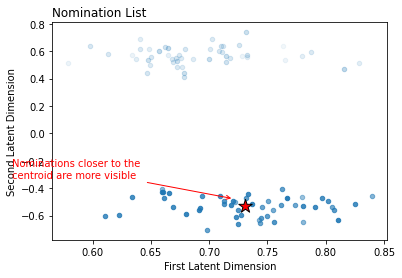 Nomination List
0.8
0.6
0.4
0.2
0.0
−0.2
−0.4
−0.6
Second Latent Dimension
Nominations closer to the
centroid are more visible
0.60
0.65
0.70
0.75
0.80
0.85
First Latent Dimension